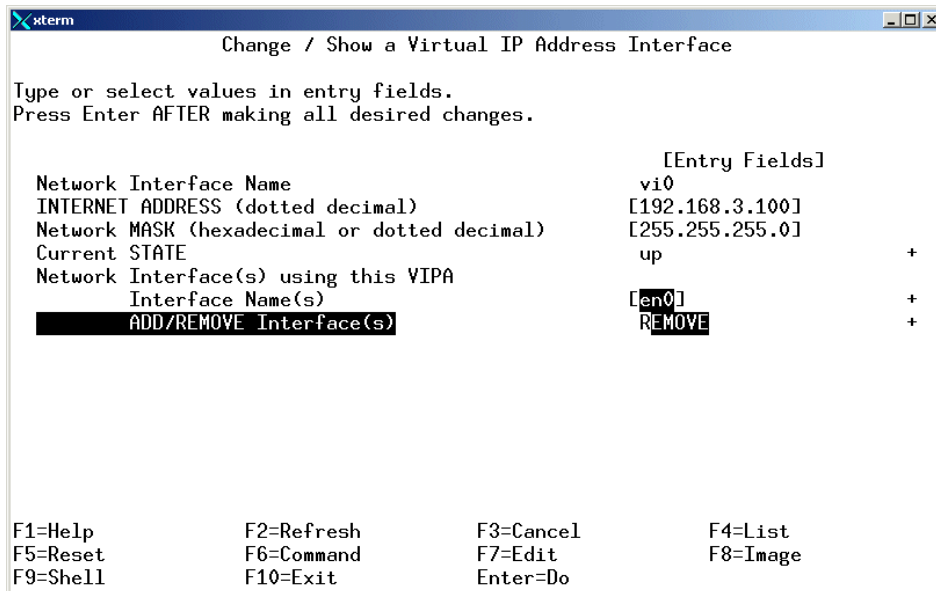 xterm
Change / Show a Virtual IP Address Interface
Type or select values in entry fields.
Press Enter AFTER making all desired changes.
[Entry Fields]
Network Interface Name vi0
INTERNET ADDRESS (dotted decimal) [192.168.3.100]
Network MASK (hexadecimal or dotted decimal) [255.255.255.0]
Current STATE up +
Network Interface(s) using this VIPA
Interface Name(s) [en0] +
ADD/REMOVE Interface(s) REMOVE +
F1=Help F2=Refresh F3=Cancel F4=List
F5=Reset F6=Command F7=Edit F8=Image
F9=Shell F10=Exit Enter=Do